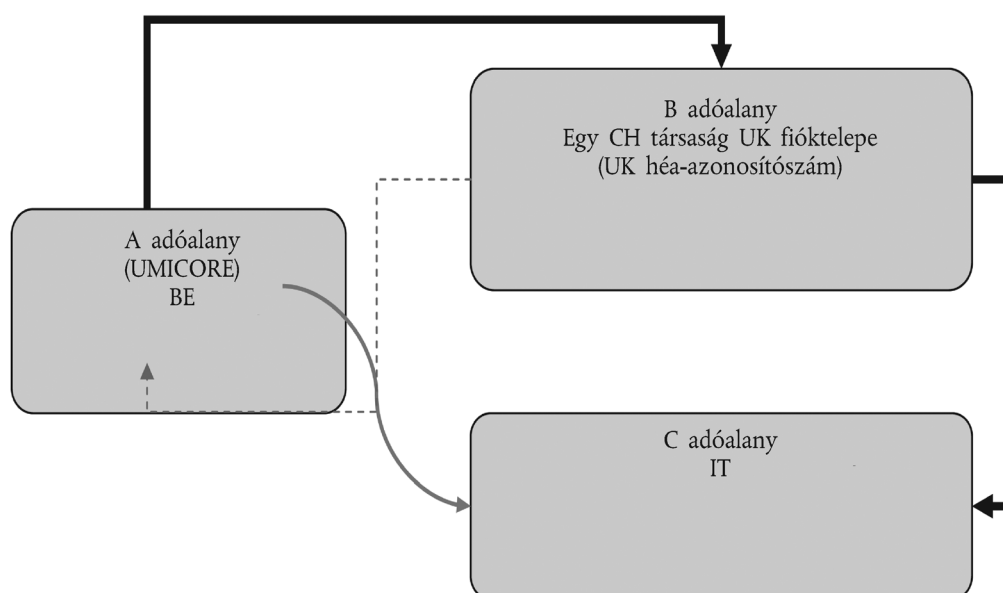 B adóalany
Egy CH társaság UK fióktelepe
(UK héa-azonosítószám)
A adóalany
(UMICORE)
BE
C adóalany
IT